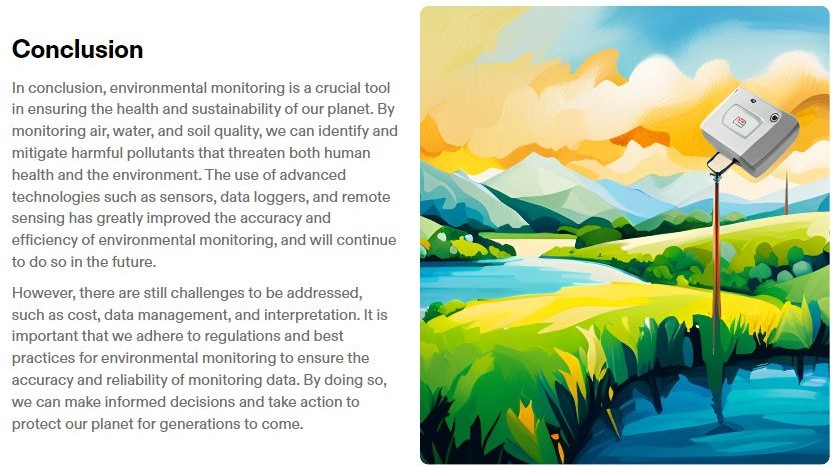 Conclusion
In conclusion, environmental monitoring is a crucial tool
in ensuring the health and sustainability of our planet. By
monitoring air, water, and soil quality, we can identify and
mitigate harmful pollutants that threaten both human
health and the environment. The use of advanced
technologies such as sensors, data loggers, and remote
sensing has greatly improved the accuracy and
efficiency of environmental monitoring, and will continue
to do so in the future.
However, there are still challenges to be addressed,
such as cost, data management, and interpretation. It is
important that we adhere to regulations and best
practices for environmental monitoring to ensure the
accuracy and reliability of monitoring data. By doing so,
we can make informed decisions and take action to
protect our planet for generations to come.